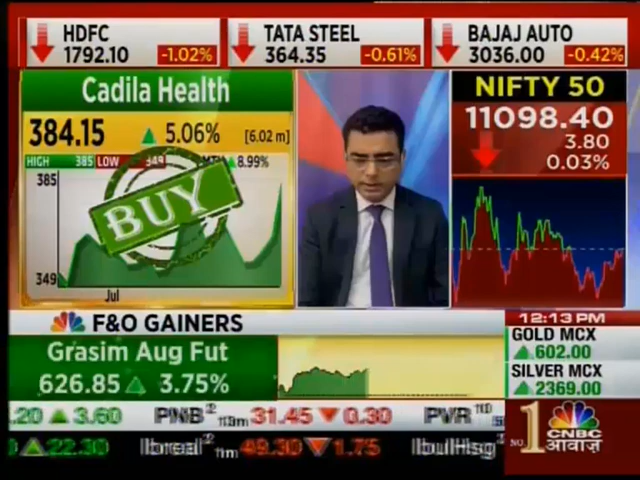 HDFC
1792.10 -1.02%
TATA STEEL
364.35 -0.61%
BAJAJ AUTO
3036.00 -0.42%
Cadila Health
384.15 5.06% [6.02 m]
HIGH 385 LOW 349 8.99%
385
349
Jul
BUY
NIFTY 50
11098.40
3.80
0.03%
F&O GAINERS
Grasim Aug Fut
626.85 3.75%
12:13 PM
GOLD MCX
602.00
SILVER MCX
2369.00
.20 3.60 PNB 31.45 0.30 PVR
22.30 Ibreal 49.30 1.75 IbulHsg
NO. 1 CNBC
आवाज़